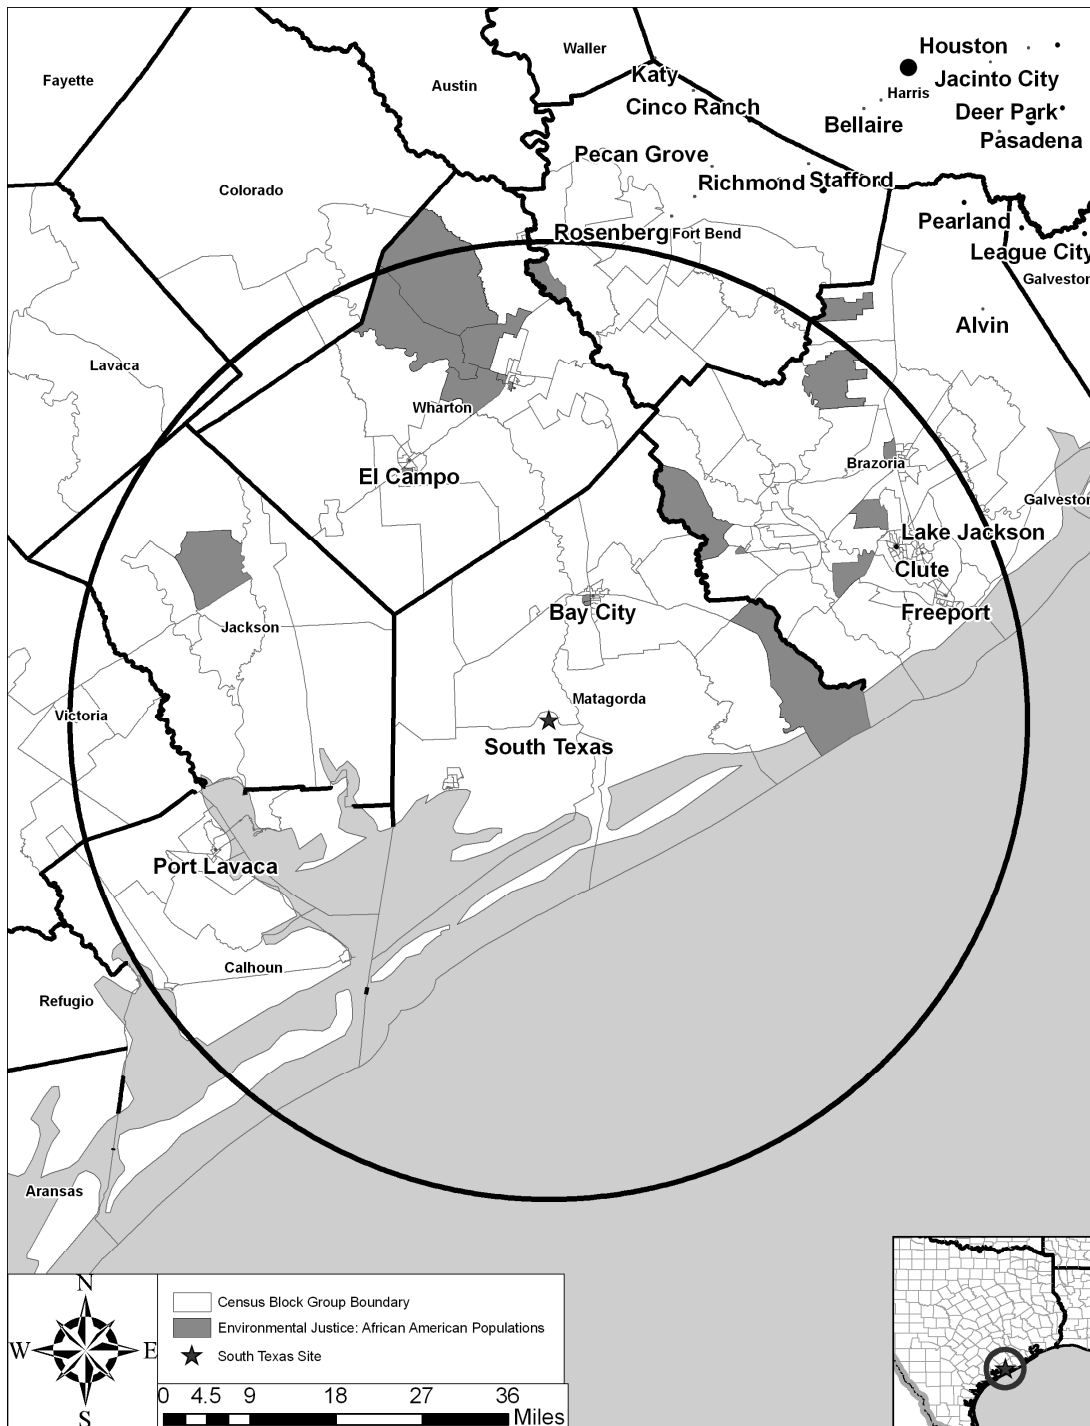 Waller
Houston
Fayette
Austin
Katy
Jacinto City
Harris
Cinco Ranch
Deer Park
Bellaire
Pasadena
Pecan Grove
Richmond
Stafford
Colorado
Pearland
Rosenberg
Fort Bend
League City
Galveston
Alvin
Lavaca
Wharton
Brazoria
El Campo
Galveston
Lake Jackson
Clute
Bay City
Freeport
Jackson
Matagorda
Victoria
South Texas
Port Lavaca
Calhoun
Refugio
Aransas
N
W
E
S
Census Block Group Boundary
Environmental Justice: African American Populations
South Texas Site
0 4.5 9 18 27 36
Miles